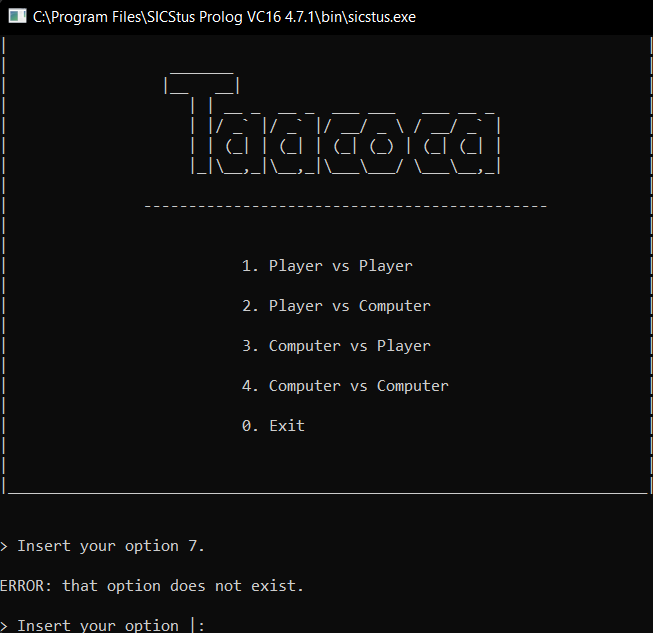 C:\Program Files\SICStus Prolog VC16 4.7.1\bin\sicstus.exe
Taacoca
--------------------------------------------
1. Player vs Player
2. Player vs Computer
3. Computer vs Player
4. Computer vs Computer
0. Exit
> Insert your option 7.
ERROR: that option does not exist.
> Insert your option |: